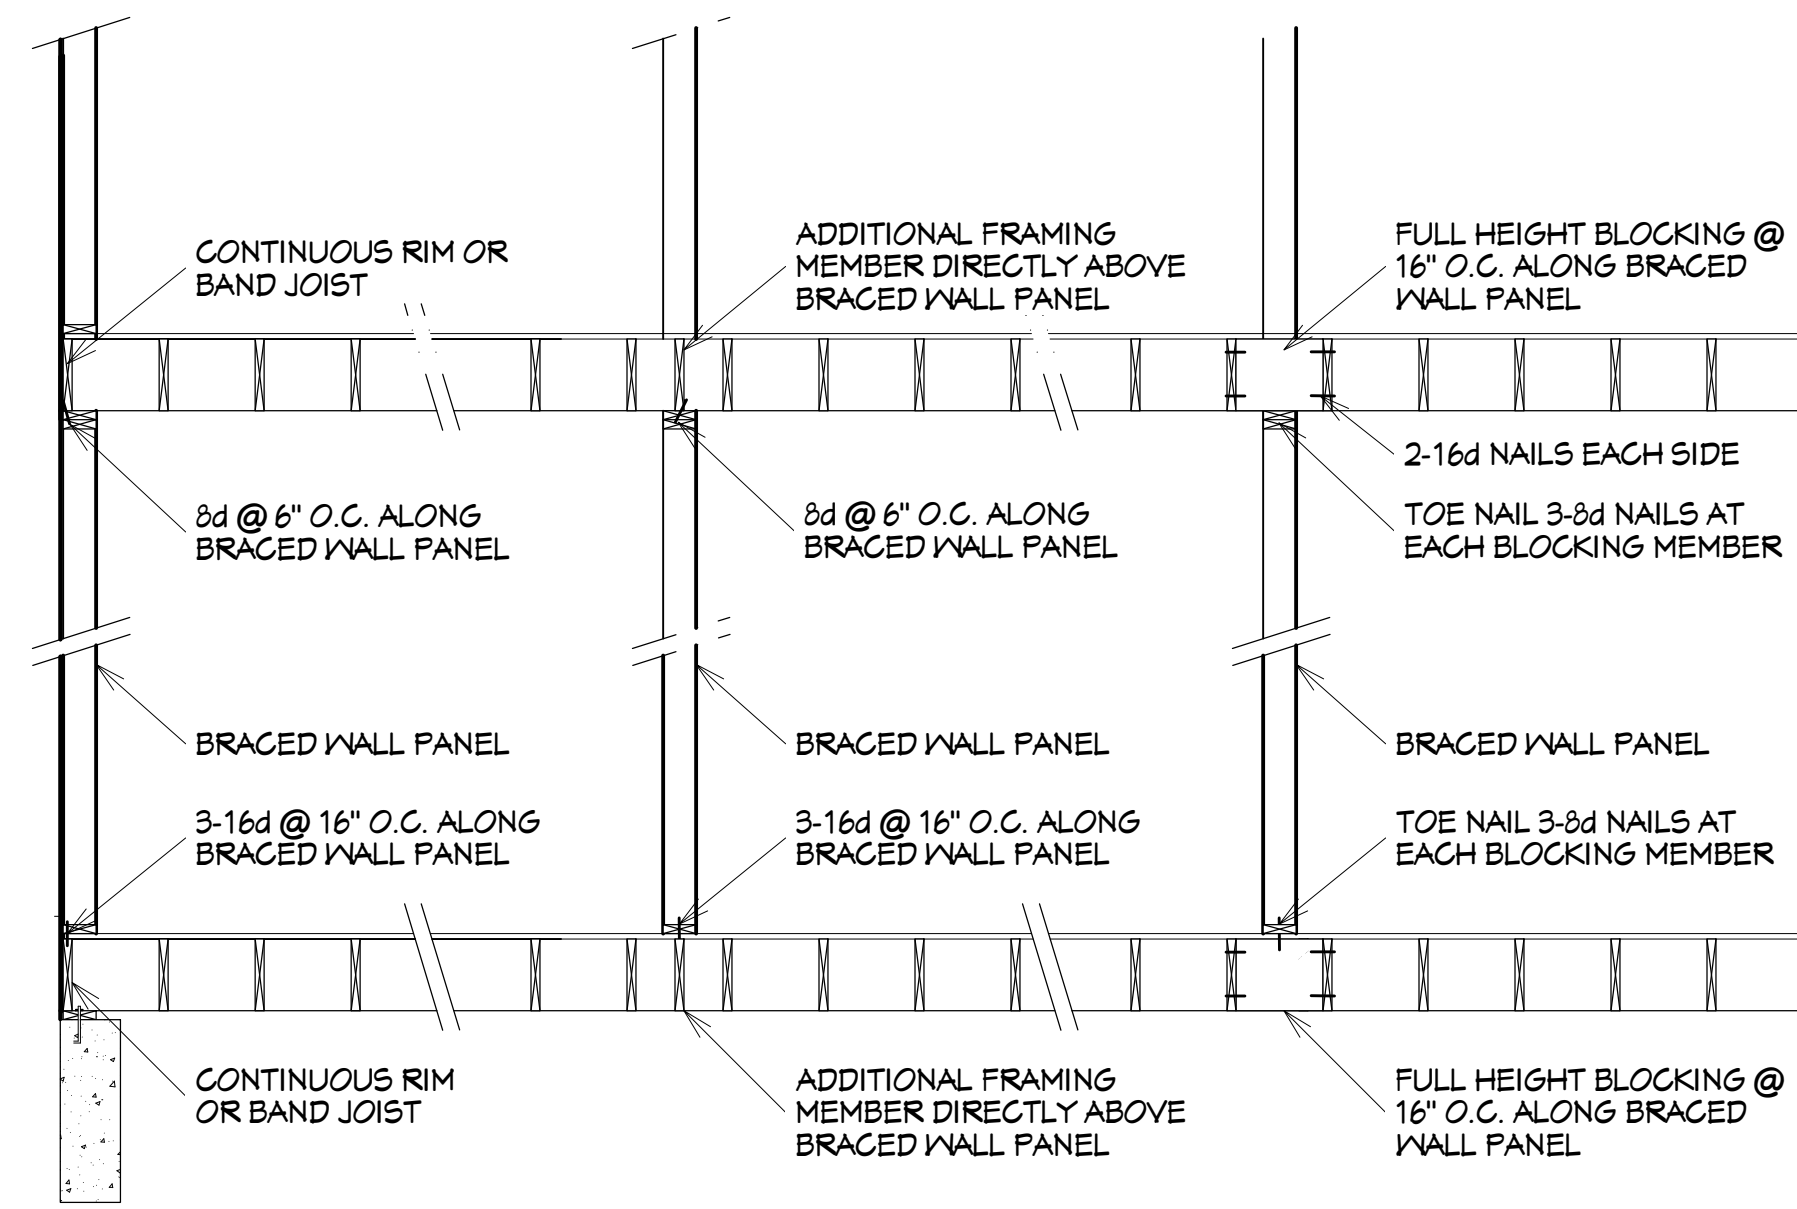 CONTINUOUS RIM OR
BAND JOIST
ADDITIONAL FRAMING
MEMBER DIRECTLY ABOVE
BRACED WALL PANEL
FULL HEIGHT BLOCKING @
16" O.C. ALONG BRACED
WALL PANEL
2-16d NAILS EACH SIDE
8d @ 6" O.C. ALONG
BRACED WALL PANEL
8d @ 6" O.C. ALONG
BRACED WALL PANEL
TOE NAIL 3-8d NAILS AT
EACH BLOCKING MEMBER
BRACED WALL PANEL
BRACED WALL PANEL
BRACED WALL PANEL
3-16d @ 16" O.C. ALONG
BRACED WALL PANEL
3-16d @ 16" O.C. ALONG
BRACED WALL PANEL
TOE NAIL 3-8d NAILS AT
EACH BLOCKING MEMBER
CONTINUOUS RIM
OR BAND JOIST
ADDITIONAL FRAMING
MEMBER DIRECTLY ABOVE
BRACED WALL PANEL
FULL HEIGHT BLOCKING @
16" O.C. ALONG BRACED
WALL PANEL